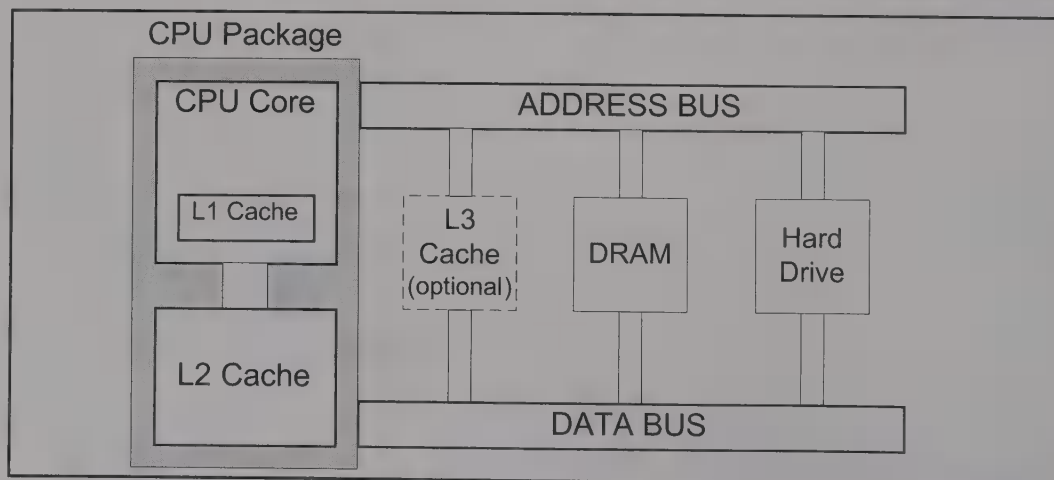 CPU Package
CPU Core
L1 Cache
L2 Cache
ADDRESS BUS
L3
Cache
(optional)
DRAM
Hard
Drive
DATA BUS